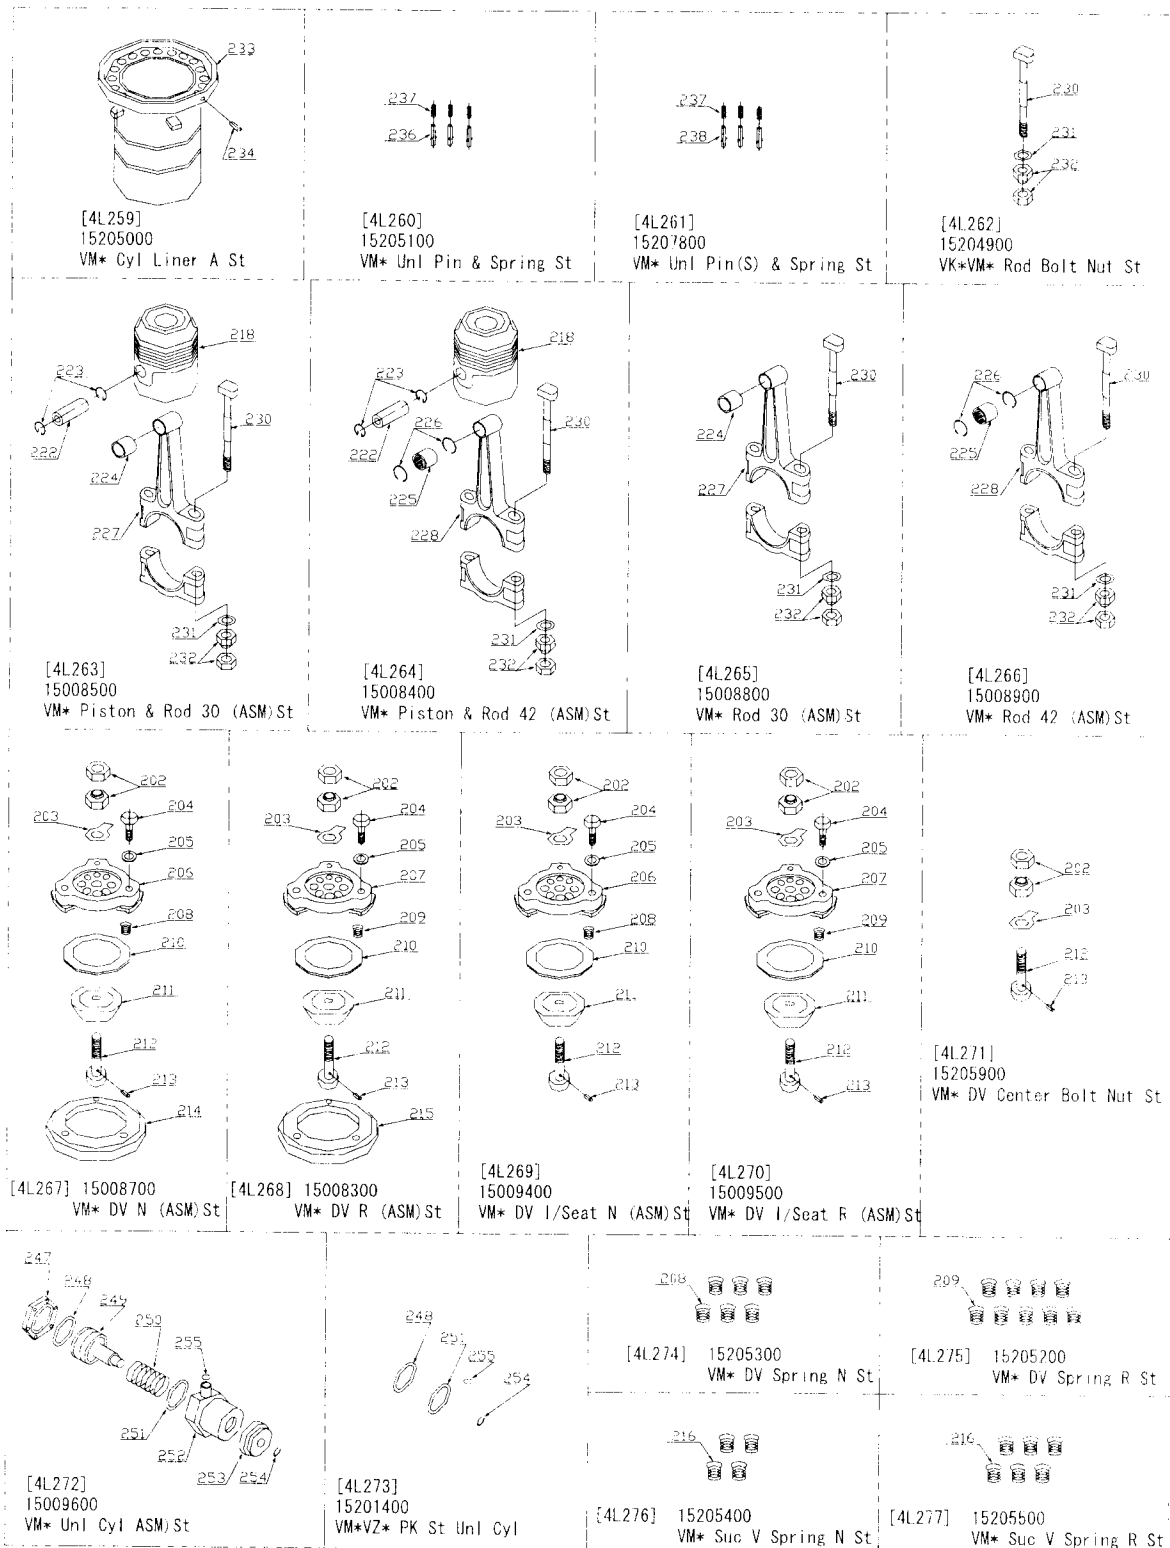 233
234
[4L259]
15205000
VM* Cyl Liner A St
237
236
[4L260]
15205100
VM* Unl Pin & Spring St
237
238
[4L261]
15207800
VM* Unl Pin(S) & Spring St
230
231
232
[4L262]
15204900
VK*VM* Rod Bolt Nut St
218
223
222
224
230
227
231
232
[4L263]
15008500
VM* Piston & Rod 30 (ASM)St
218
223
222
226
225
230
228
231
232
[4L264]
15008400
VM* Piston & Rod 42 (ASM)St
230
224
227
231
232
[4L265]
15008800
VM* Rod 30 (ASM)St
226
230
225
228
231
232
[4L266]
15008900
VM* Rod 42 (ASM)St
202
204
203
205
206
208
210
211
212
213
214
[4L267] 15008700
VM* DV N (ASM)St
202
204
203
205
207
209
210
211
212
213
215
[4L268] 15008300
VM* DV R (ASM)St
202
204
203
205
206
208
210
211
212
213
[4L269]
15009400
VM* DV I/Seat N (ASM)St
202
204
203
205
207
209
210
211
212
213
[4L270]
15009500
VM* DV I/Seat R (ASM)St
202
203
212
213
[4L271]
15205900
VM* DV Center Bolt Nut St
247
248
249
250
255
251
252
253
254
[4L272]
15009600
VM* Unl Cyl ASM)St
248
251
255
254
[4L273]
15201400
VM*VZ* PK St Unl Cyl
208
[4L274] 15205300
VM* DV Spring N St
209
[4L275] 15205200
VM* DV Spring R St
216
[4L276] 15205400
VM* Suc V Spring N St
216
[4L277] 15205500
VM* Suc V Spring R St